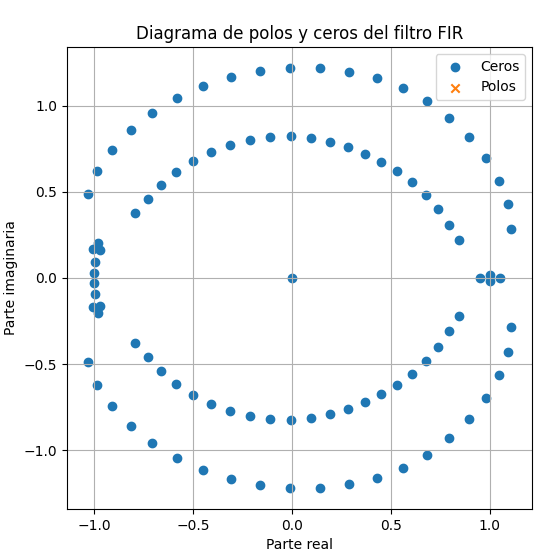 Diagrama de polos y ceros del filtro FIR
Ceros
Polos
1.0
0.5
0.0
−0.5
−1.0
Parte imaginaria
−1.0
−0.5
0.0
0.5
1.0
Parte real